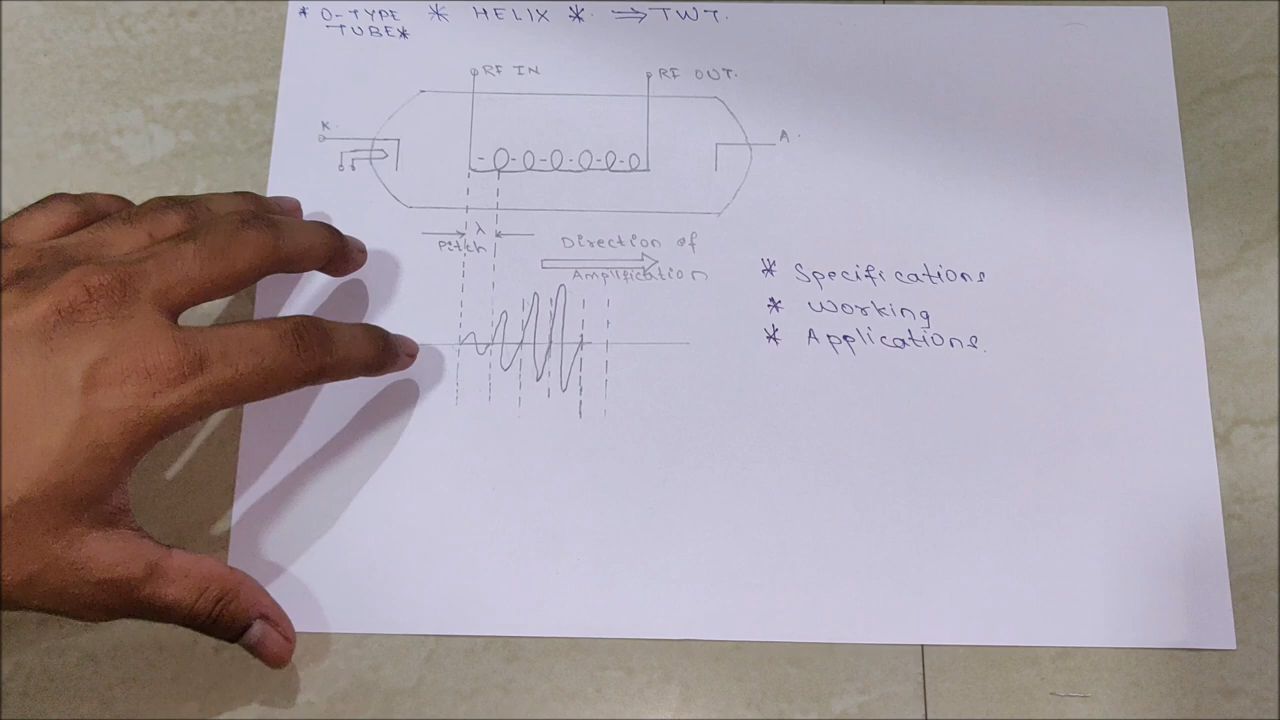 * O-TYPE * HELIX * ⇒ TWT.
TUBE*
RF IN
RF OUT.
K.
A.
λ
Pitch
Direction of
Amplification
* Specifications
* Working
* Applications.